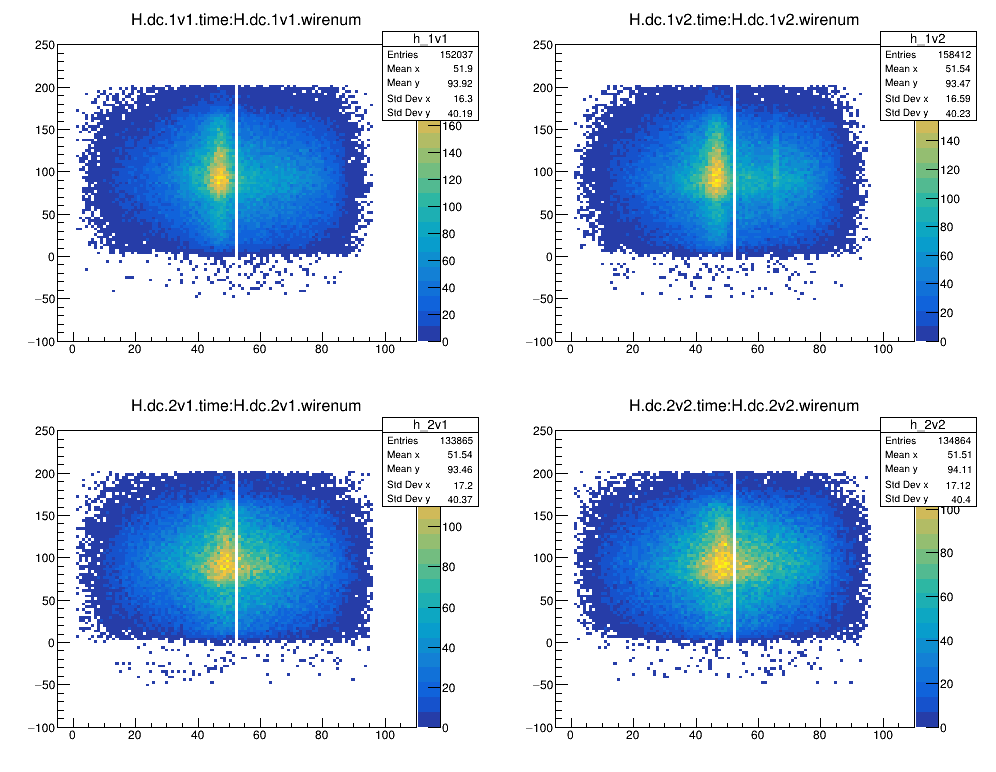 H.dc.1v1.time:H.dc.1v1.wirenum
h_1v1
Entries 152037
Mean x 51.9
Mean y 93.92
Std Dev x 16.3
Std Dev y 40.19
250
200
150
100
50
0
−50
−100
0 20 40 60 80 100
160
140
120
100
80
60
40
20
0
H.dc.1v2.time:H.dc.1v2.wirenum
h_1v2
Entries 158412
Mean x 51.54
Mean y 93.47
Std Dev x 16.59
Std Dev y 40.23
250
200
150
100
50
0
−50
−100
0 20 40 60 80 100
140
120
100
80
60
40
20
0
H.dc.2v1.time:H.dc.2v1.wirenum
h_2v1
Entries 133865
Mean x 51.54
Mean y 93.46
Std Dev x 17.2
Std Dev y 40.37
250
200
150
100
50
0
−50
−100
0 20 40 60 80 100
100
80
60
40
20
0
H.dc.2v2.time:H.dc.2v2.wirenum
h_2v2
Entries 134864
Mean x 51.51
Mean y 94.11
Std Dev x 17.12
Std Dev y 40.4
250
200
150
100
50
0
−50
−100
0 20 40 60 80 100
100
80
60
40
20
0